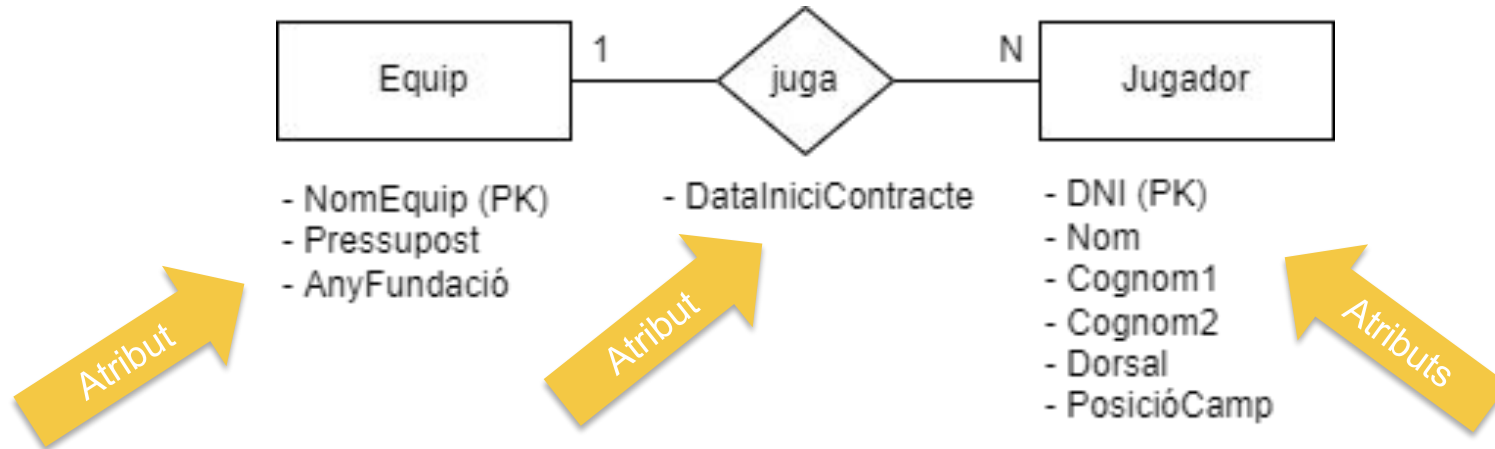 Equip
1
juga
N
Jugador
- NomEquip (PK)
- Pressupost
- AnyFundació
- DataIniciContracte
- DNI (PK)
- Nom
- Cognom1
- Cognom2
- Dorsal
- PosicióCamp
Atribut
Atribut
Atributs